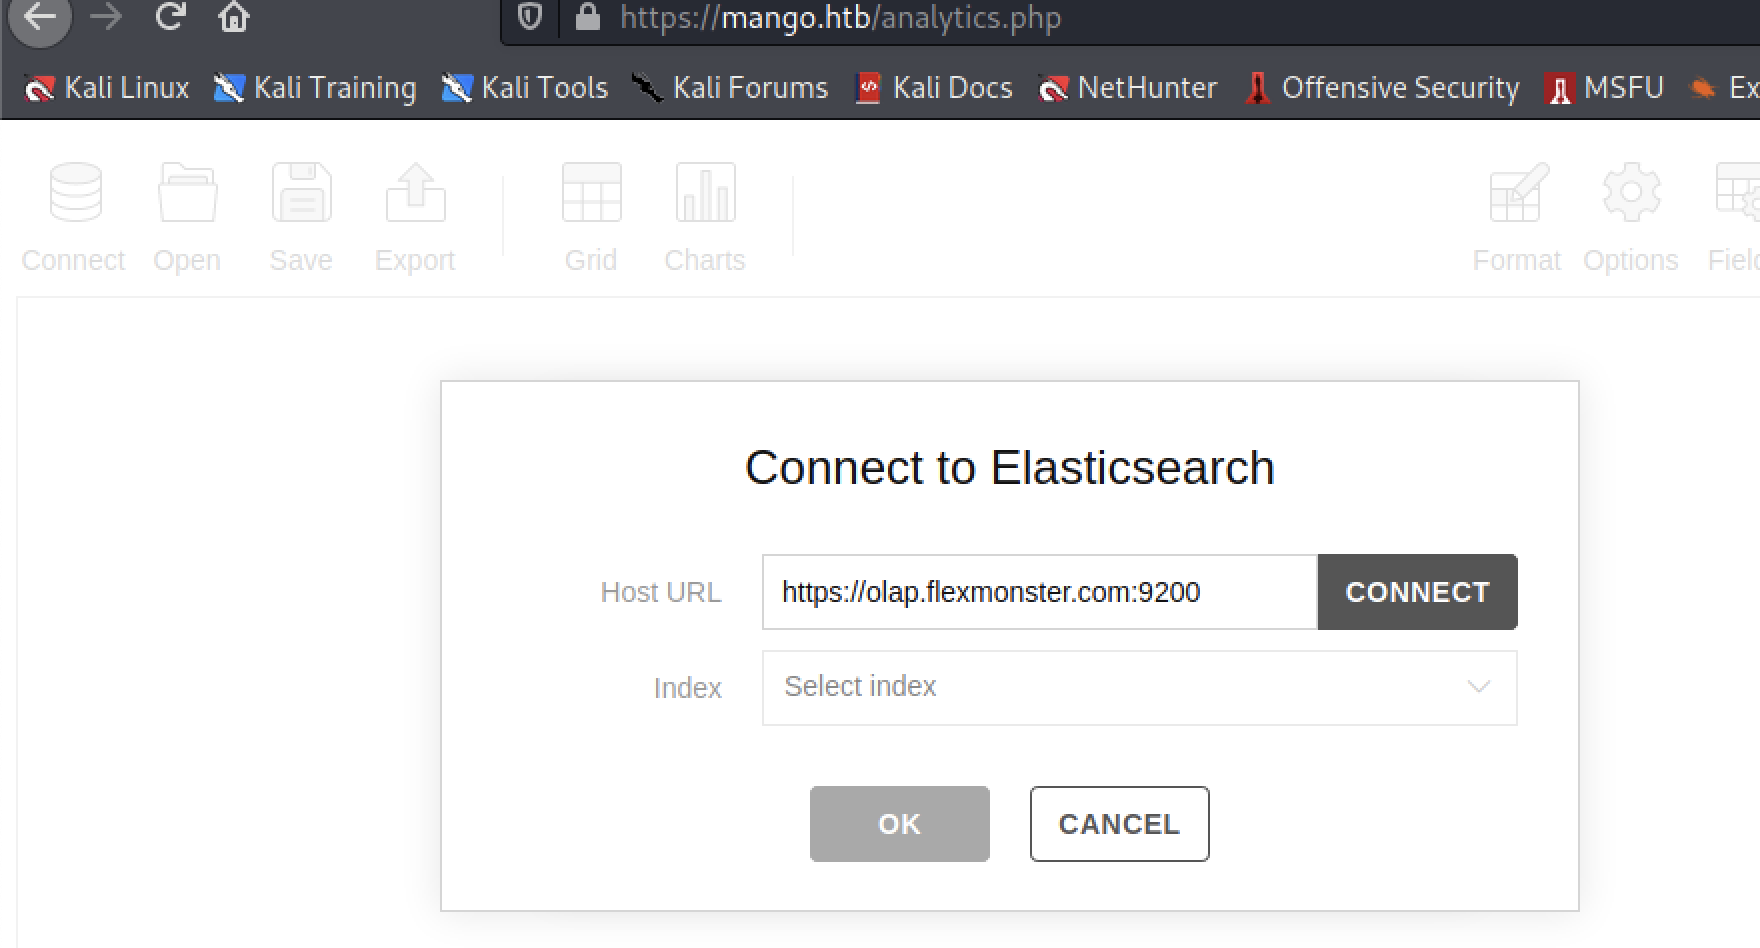 https://mango.htb/analytics.php
Kali Linux Kali Training Kali Tools Kali Forums Kali Docs NetHunter Offensive Security MSFU Ex
Connect Open Save Export Grid Charts Format Options Field
Connect to Elasticsearch
Host URL https://olap.flexmonster.com:9200 CONNECT
Index Select index
OK CANCEL